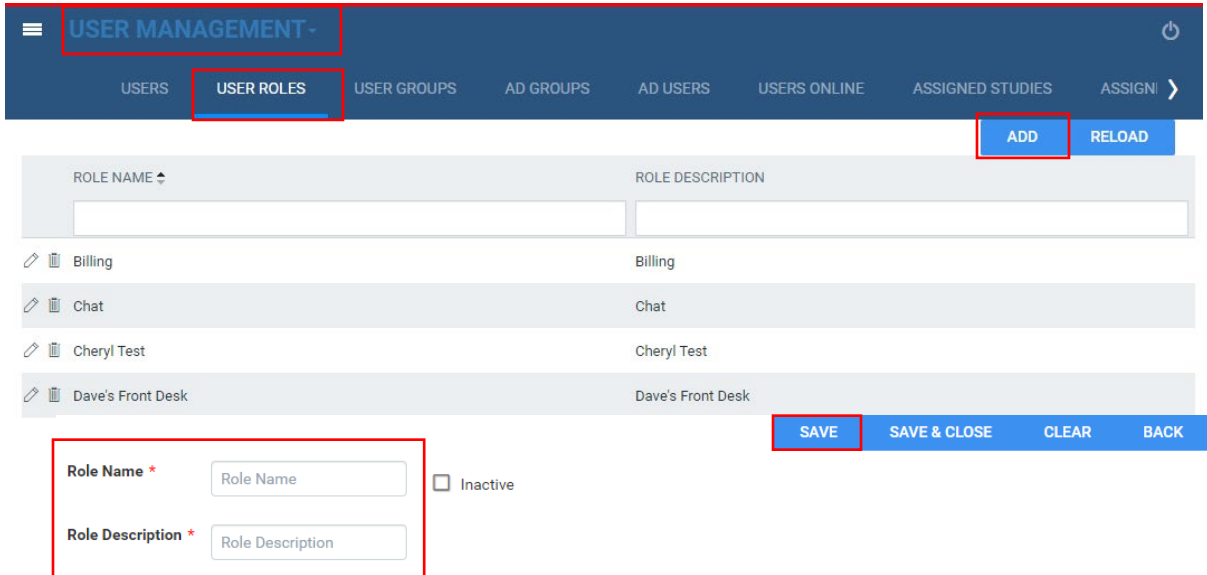 USER MANAGEMENT
USERS USER ROLES USER GROUPS AD GROUPS AD USERS USERS ONLINE ASSIGNED STUDIES ASSIGN
ADD RELOAD
ROLE NAME ROLE DESCRIPTION
Billing Billing
Chat Chat
Cheryl Test Cheryl Test
Dave's Front Desk Dave's Front Desk
SAVE SAVE & CLOSE CLEAR BACK
Role Name * Role Name Inactive
Role Description * Role Description